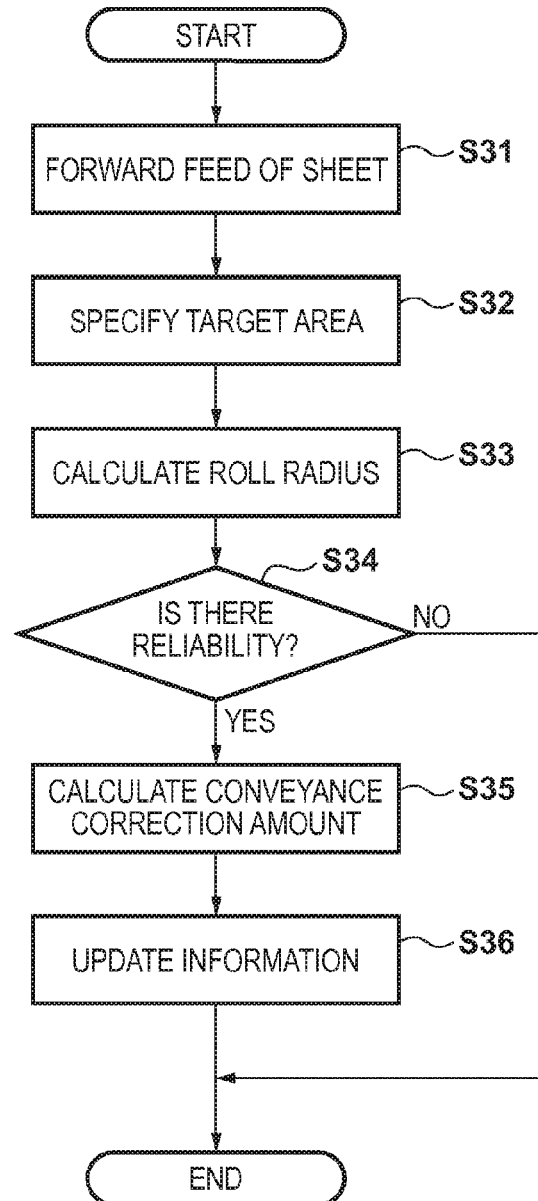 START
FORWARD FEED OF SHEET
S31
SPECIFY TARGET AREA
S32
CALCULATE ROLL RADIUS
S33
S34
IS THERE
RELIABILITY?
NO
YES
CALCULATE CONVEYANCE
CORRECTION AMOUNT
S35
UPDATE INFORMATION
S36
END